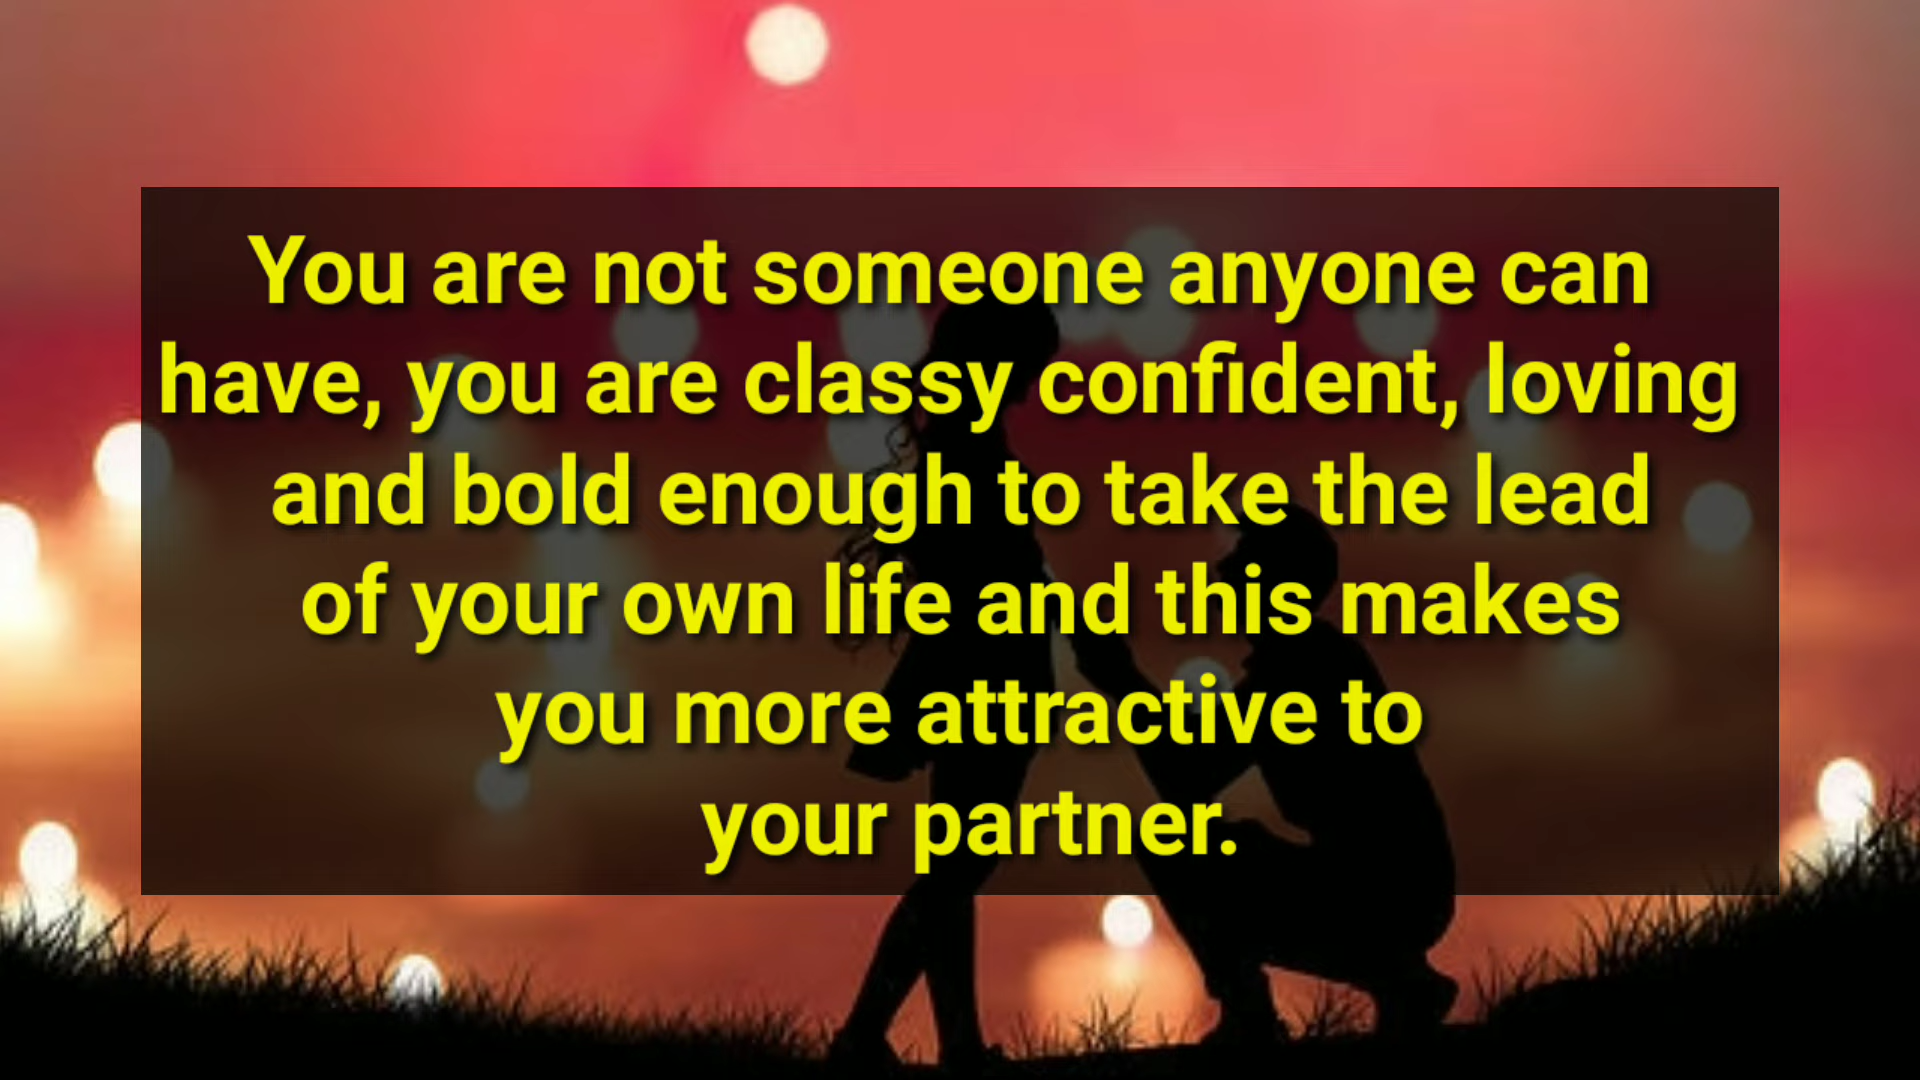 You are not someone anyone can
have, you are classy confident, loving
and bold enough to take the lead
of your own life and this makes
you more attractive to
your partner.